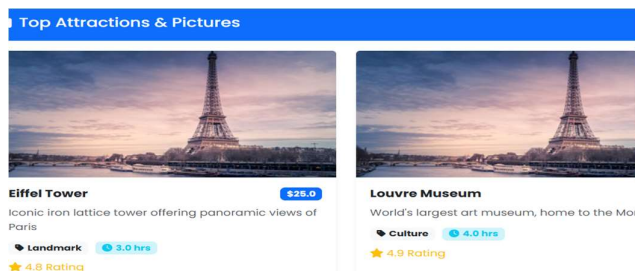 Top Attractions & Pictures
Eiffel Tower
$25.0
Iconic iron lattice tower offering panoramic views of
Paris
Landmark
3.0 hrs
4.8 Rating
Louvre Museum
World's largest art museum, home to the
Culture
4.0 hrs
4.9 Rating